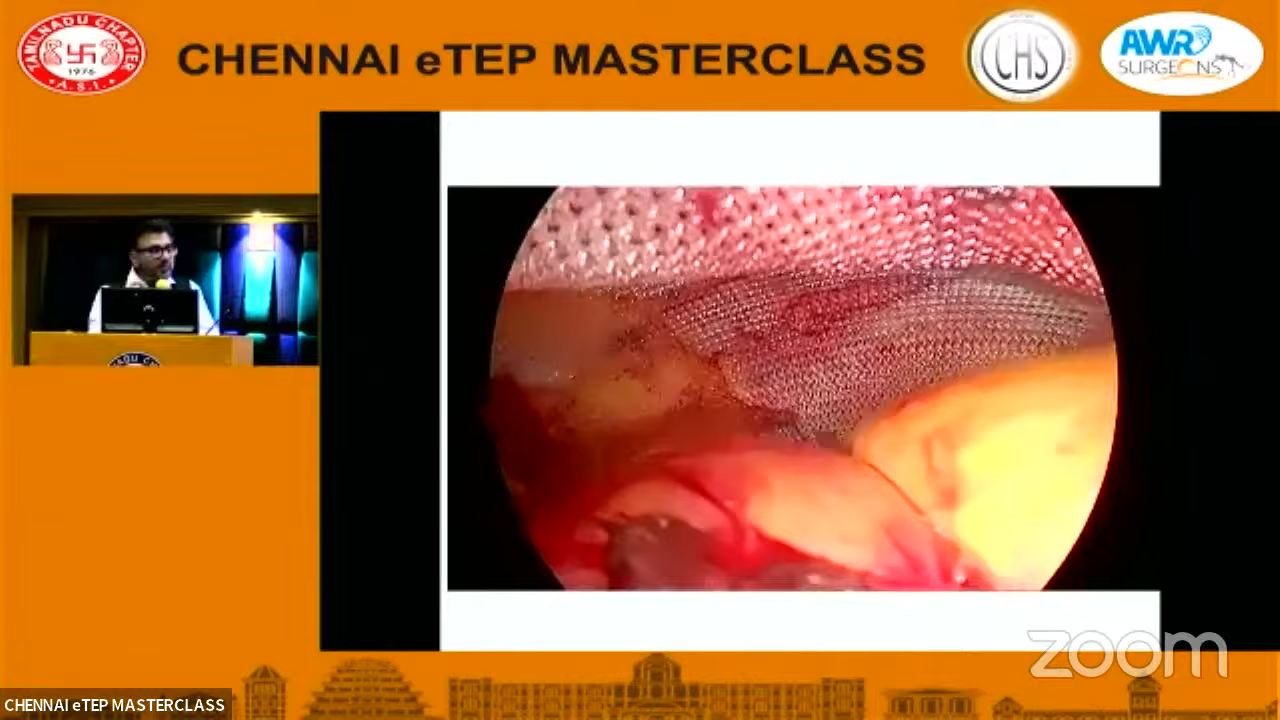 TAMILNADU CHAPTER
1976
A.S.I.
CHENNAI eTEP MASTERCLASS
CHS
AWR
SURGEONS
zoom
CHENNAI eTEP MASTERCLASS